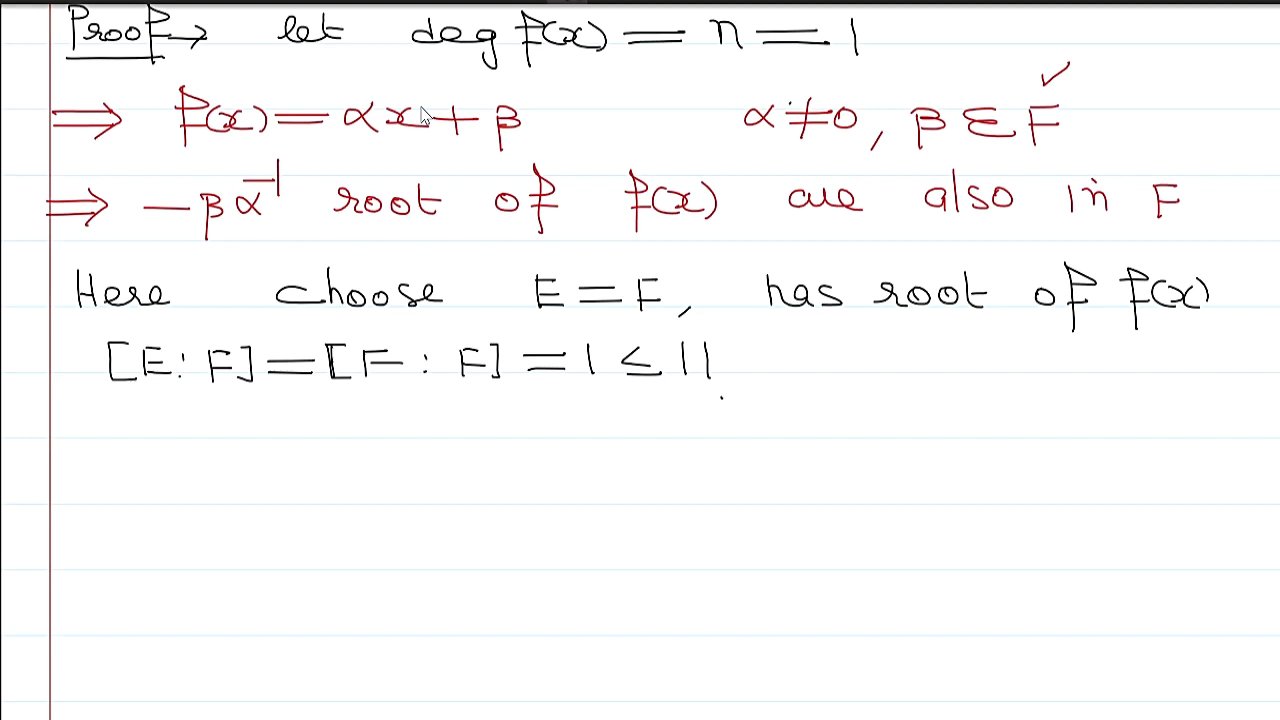 Proof→ let deg f(x) = n = 1
⇒ f(x) = αx + β α ≠ 0, β ∈ F ✓
⇒ -βα⁻¹ root of f(x) are also in F
Here choose E = F, has root of f(x)
[E : F] = [F : F] = 1 ≤ 1!